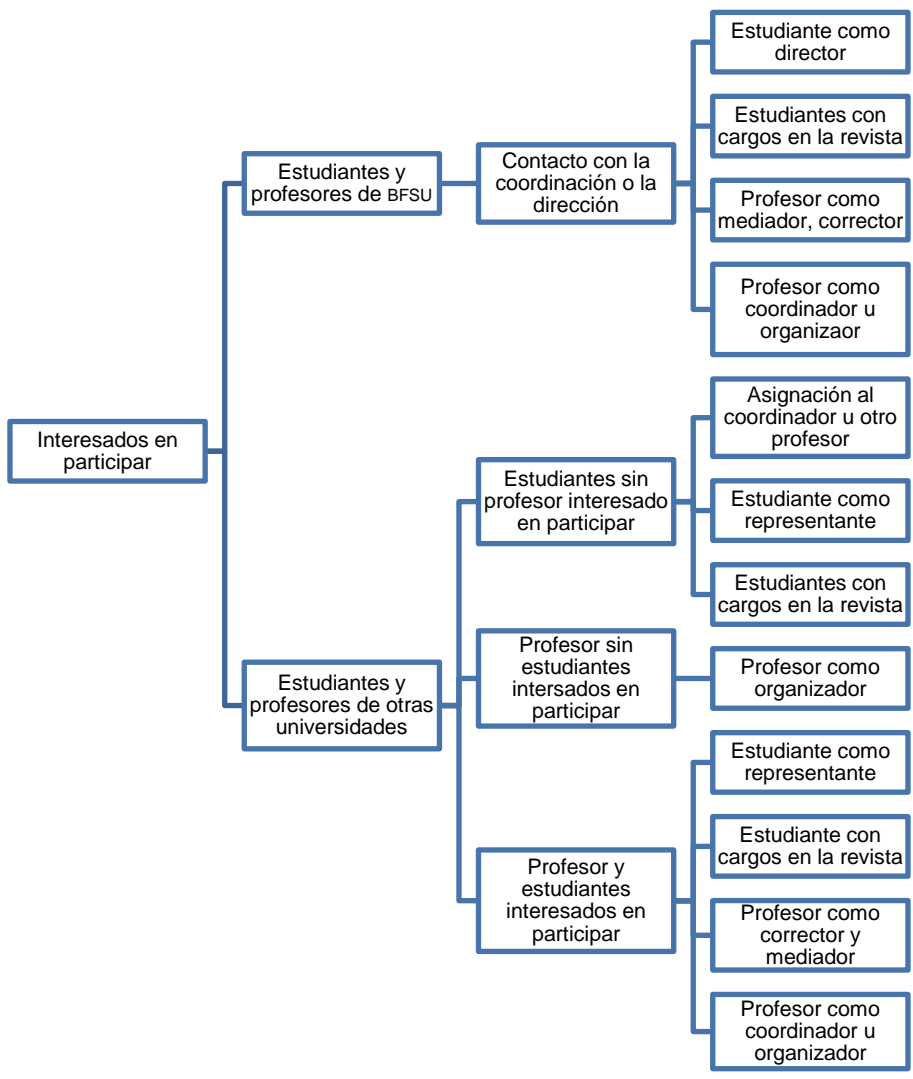 Interesados en
participar
Estudiantes y
profesores de BFSU
Contacto con la
coordinación o la
dirección
Estudiante como
director
Estudiantes con
cargos en la revista
Profesor como
mediador, corrector
Profesor como
coordinador u
organizaor
Estudiantes y
profesores de otras
universidades
Estudiantes sin
profesor interesado
en participar
Asignación al
coordinador u otro
profesor
Estudiante como
representante
Estudiantes con
cargos en la revista
Profesor sin
estudiantes
intersados en
participar
Profesor como
organizador
Profesor y
estudiantes
interesados en
participar
Estudiante como
representante
Estudiante con
cargos en la revista
Profesor como
corrector y
mediador
Profesor como
coordinador u
organizador